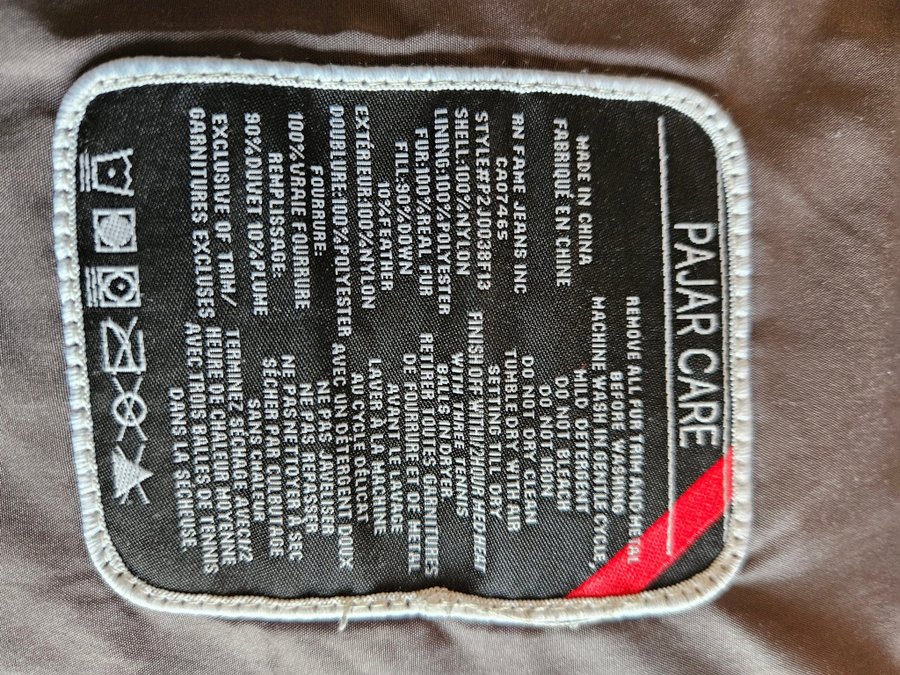 PAJAR CARE
MADE IN CHINA
FABRIQUÉ EN CHINE
RN FAME JEANS INC
CA07465
STYLE#P2JD038F13
SHELL:100%NYLON
LINING:100%POLYESTER
FUR:100%REAL FUR
FILL:90%DOWN
10%FEATHER
EXTÉRIEUR:100%NYLON
DOUBLURE:100%POLYESTER
FOURRURE:
100%VRAIE FOURRURE
REMPLISSAGE:
90%DUVET 10%PLUME
EXCLUSIVE OF TRIM/
GARNITURES EXCLUSES
REMOVE ALL FUR TRIM AND METAL
BEFORE WASHING
MACHINE WASH IN GENTLE CYCLE,
MILD DETERGENT
DO NOT BLEACH
DO NOT IRON
DO NOT DRY CLEAN
TUMBLE DRY WITH AIR
SETTING TILL DRY
FINISH OFF WITH 1/2 HOUR MED HEAT
WITH THREE TENNIS
BALLS IN DRYER.
RETIRER TOUTES GARNITURES
DE FOURRURE ET DE METAL
AVANT LE LAVAGE
LAVER À LA MACHINE
AU CYCLE DÉLICAT
AVEC UN DÉTERGENT DOUX
NE PAS JAVELISER
NE PAS REPASSER
NE PAS NETTOYER À SEC
SÉCHER PAR CULBUTAGE
SANS CHALEUR
TERMINEZ SÉCHAGE AVEC 1/2
HEURE DE CHALEUR MOYENNE
AVEC TROIS BALLES DE TENNIS
DANS LE SÉCHEUSE.